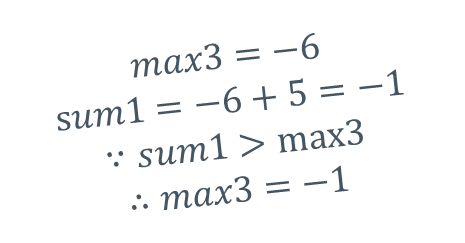 max3 = −6
sum1 = −6 + 5 = −1
∵ sum1 > max3
∴ max3 = −1